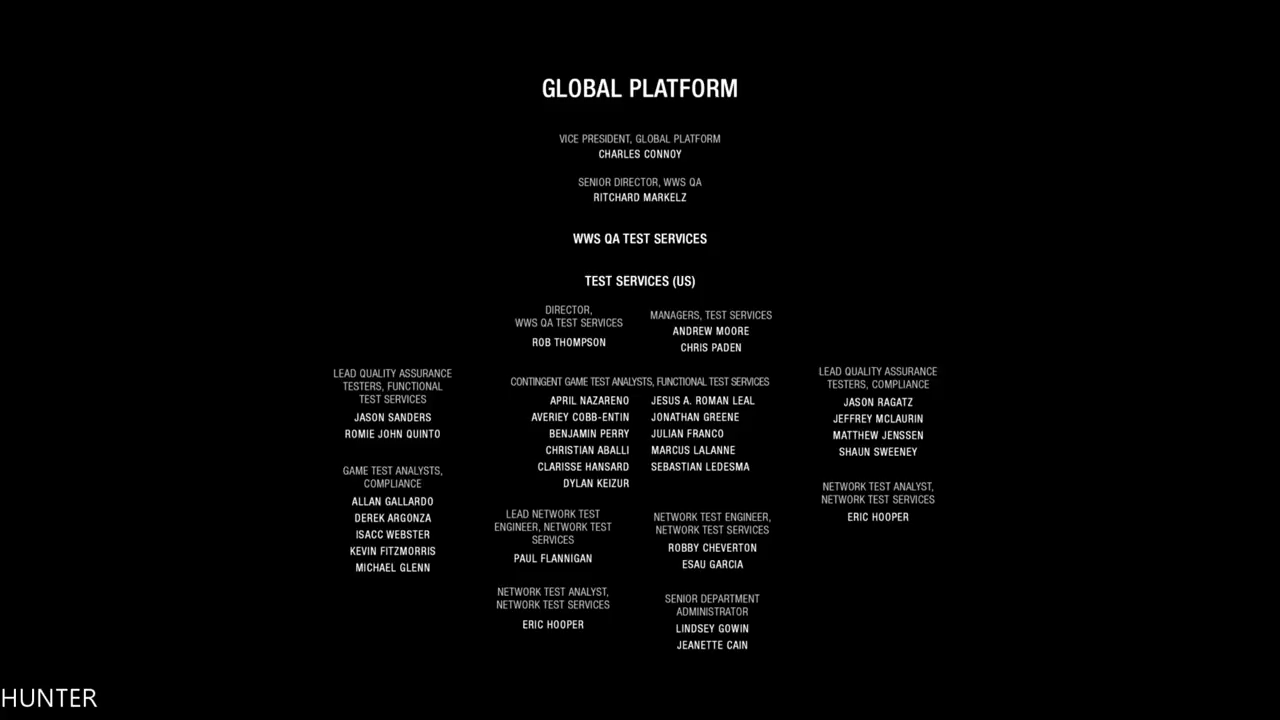 GLOBAL PLATFORM
VICE PRESIDENT, GLOBAL PLATFORM
CHARLES CONNOY
SENIOR DIRECTOR, WWS QA
RITCHARD MARKELZ
WWS QA TEST SERVICES
TEST SERVICES (US)
DIRECTOR,
WWS QA TEST SERVICES
ROB THOMPSON
MANAGERS, TEST SERVICES
ANDREW MOORE
CHRIS PADEN
LEAD QUALITY ASSURANCE
TESTERS, FUNCTIONAL
TEST SERVICES
JASON SANDERS
ROMIE JOHN QUINTO
GAME TEST ANALYSTS,
COMPLIANCE
ALLAN GALLARDO
DEREK ARGONZA
ISACC WEBSTER
KEVIN FITZMORRIS
MICHAEL GLENN
CONTINGENT GAME TEST ANALYSTS, FUNCTIONAL TEST SERVICES
APRIL NAZARENO
AVERIEY COBB-ENTIN
BENJAMIN PERRY
CHRISTIAN ABALLI
CLARISSE HANSARD
DYLAN KEIZUR
JESUS A. ROMAN LEAL
JONATHAN GREENE
JULIAN FRANCO
MARCUS LALANNE
SEBASTIAN LEDESMA
LEAD NETWORK TEST
ENGINEER, NETWORK TEST
SERVICES
PAUL FLANNIGAN
NETWORK TEST ANALYST,
NETWORK TEST SERVICES
ERIC HOOPER
NETWORK TEST ENGINEER,
NETWORK TEST SERVICES
ROBBY CHEVERTON
ESAU GARCIA
SENIOR DEPARTMENT
ADMINISTRATOR
LINDSEY GOWIN
JEANETTE CAIN
LEAD QUALITY ASSURANCE
TESTERS, COMPLIANCE
JASON RAGATZ
JEFFREY MCLAURIN
MATTHEW JENSSEN
SHAUN SWEENEY
NETWORK TEST ANALYST,
NETWORK TEST SERVICES
ERIC HOOPER
HUNTER